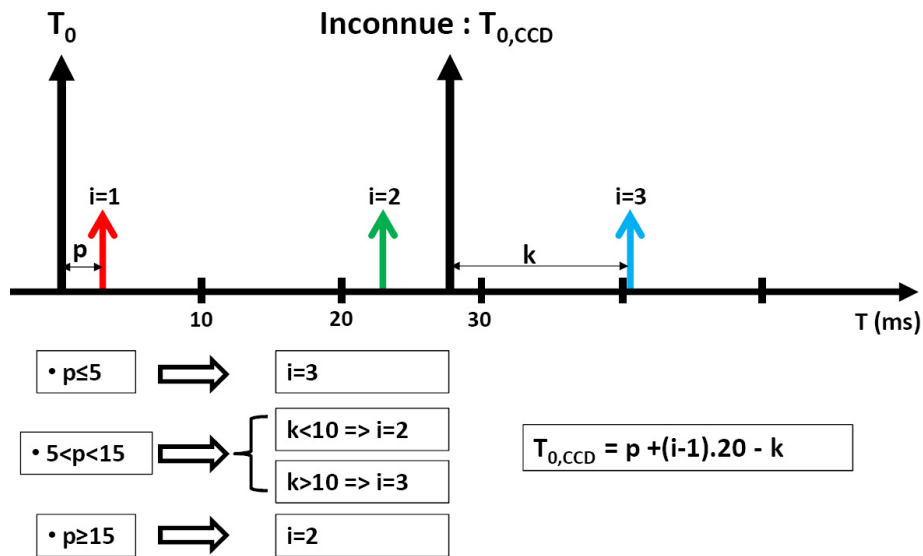 T0
Inconnue : T0,CCD
i=1
i=2
i=3
p
k
10
20
30
T (ms)
• p≤5
i=3
• 5<p<15
k<10 => i=2
k>10 => i=3
T0,CCD = p +(i-1).20 - k
• p≥15
i=2